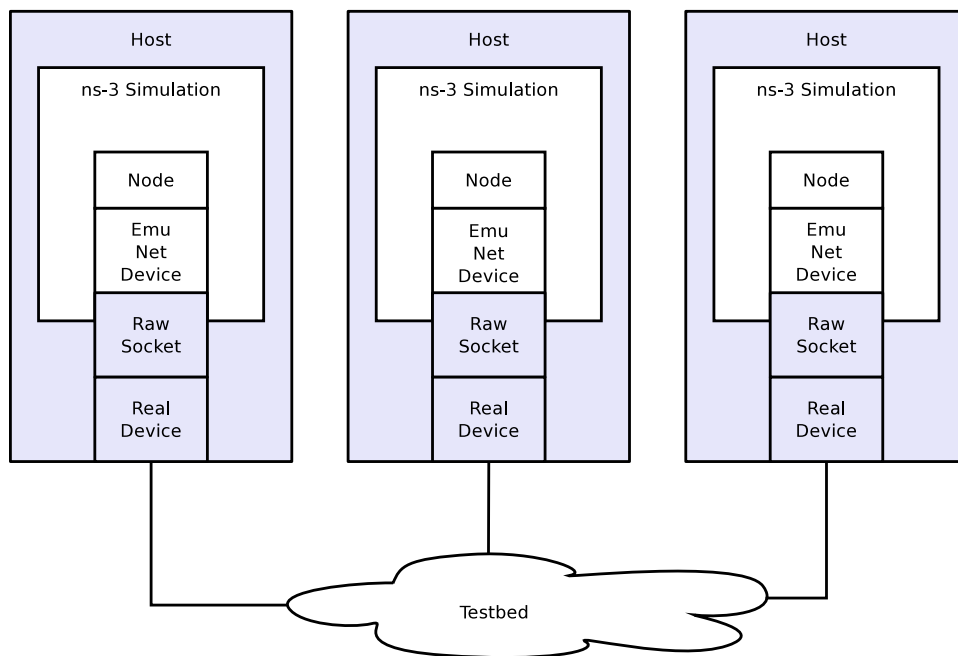 Host
ns-3 Simulation
Node
Emu
Net
Device
Raw
Socket
Real
Device
Host
ns-3 Simulation
Node
Emu
Net
Device
Raw
Socket
Real
Device
Host
ns-3 Simulation
Node
Emu
Net
Device
Raw
Socket
Real
Device
Testbed